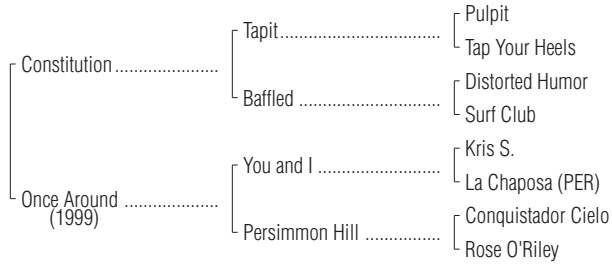 Pulpit
Tapit
Tap Your Heels
Constitution
Distorted Humor
Baffled
Surf Club
Kris S.
You and I
La Chaposa (PER)
Once Around
(1999)
Conquistador Cielo
Persimmon Hill
Rose O'Riley